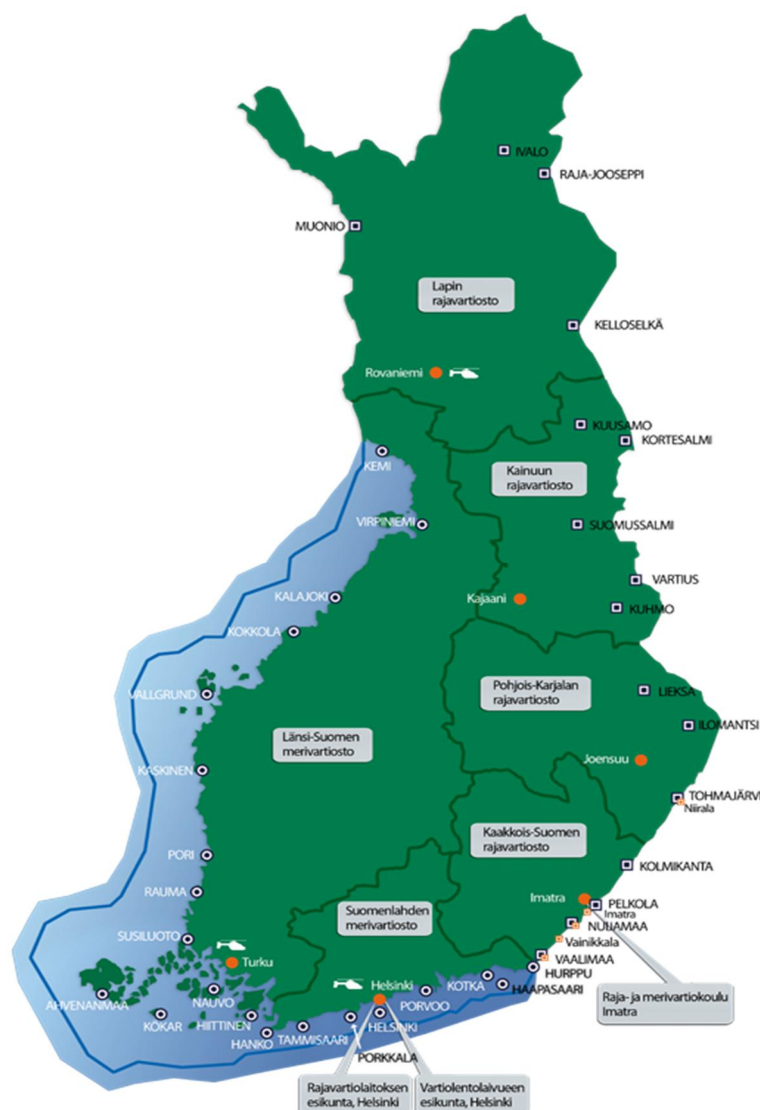 IVALO
RAJA-JOOSEPPI
MUONIO
Lapin
rajavartiosto
KELLOSELKÄ
Rovaniemi
KUUSAMO
KORTESALMI
KEMI
Kainuun
rajavartiosto
VIRPINIEMI
SUOMUSSALMI
VARTIUS
KALAJOKI
Kajaani
KUHMO
KOKKOLA
Pohjois-Karjalan
rajavartiosto
LIEKSA
VALLGRUND
ILOMANTSI
Länsi-Suomen
merivartiosto
Joensuu
KASKINEN
TOHMAJÄRVI
Niirala
Kaakkois-Suomen
rajavartiosto
PORI
KOLMIKANTA
RAUMA
Imatra
PELKOLA
Imatra
Suomenlahden
merivartiosto
NUIJAMAA
SUSILUOTO
Vainikkala
Turku
VAALIMAA
HURPPU
KOTKA
HAAPASAARI
Helsinki
PORVOO
AHVENANMAA
NAUVO
Raja- ja merivartiokoulu
Imatra
KÖKAR
HIITTINEN
HELSINKI
TAMMISAARI
HANKO
PORKKALA
Rajavartiolaitoksen
esikunta, Helsinki
Vartiolentolaivueen
esikunta, Helsinki